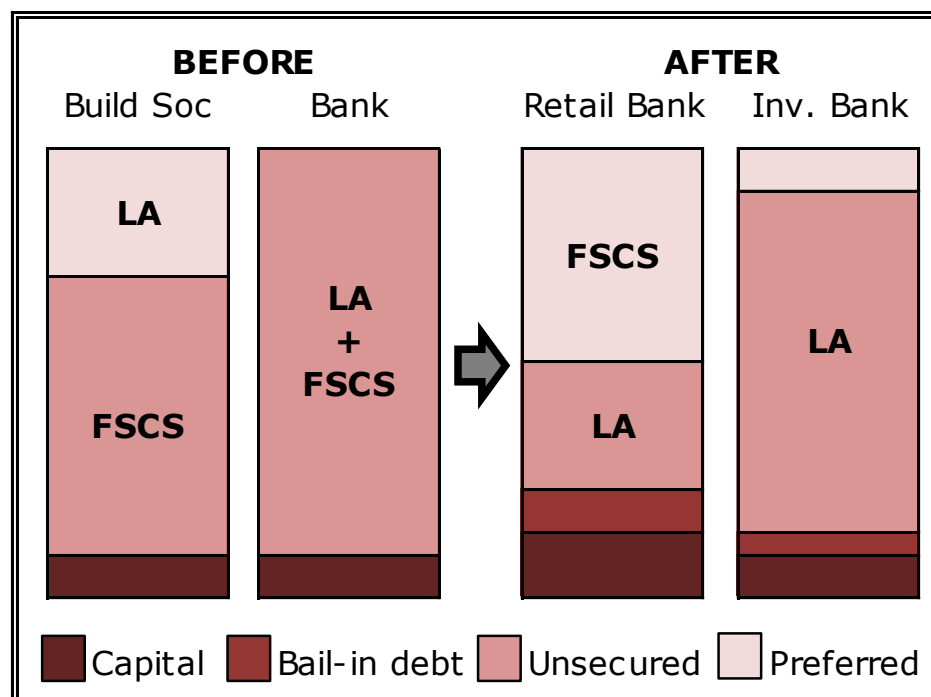 BEFORE AFTER
Build Soc Bank Retail Bank Inv. Bank
LA
FSCS
LA
+
FSCS
FSCS
LA
LA
Capital Bail-in debt Unsecured Preferred